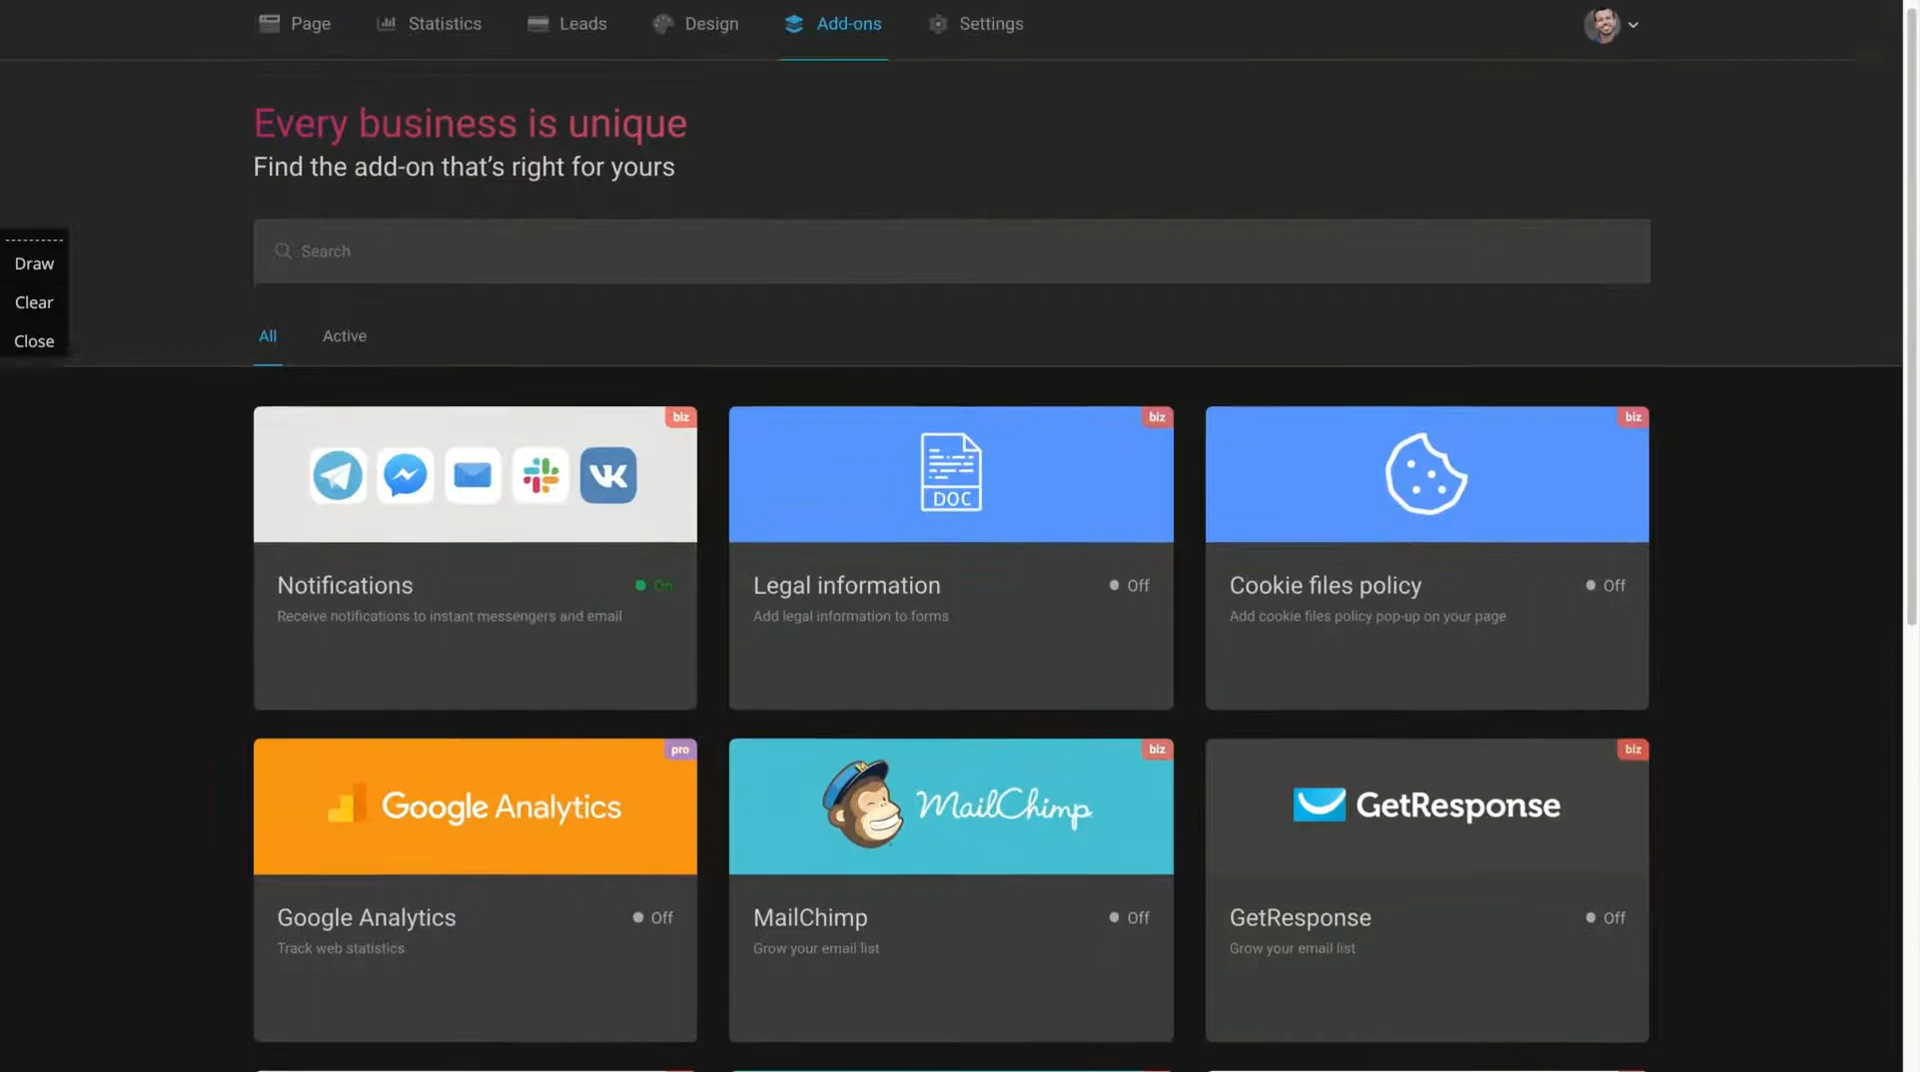 Page Statistics Leads Design Add-ons Settings
Every business is unique
Find the add-on that's right for yours
Search
Draw
Clear
Close
All Active
biz
DOC
biz
biz
Notifications On
Receive notifications to instant messengers and email
Legal information Off
Add legal information to forms
Cookie files policy Off
Add cookie files policy pop-up on your page
pro
Google Analytics
biz
MailChimp
biz
GetResponse
Google Analytics Off
Track web statistics
MailChimp Off
Grow your email list
GetResponse Off
Grow your email list